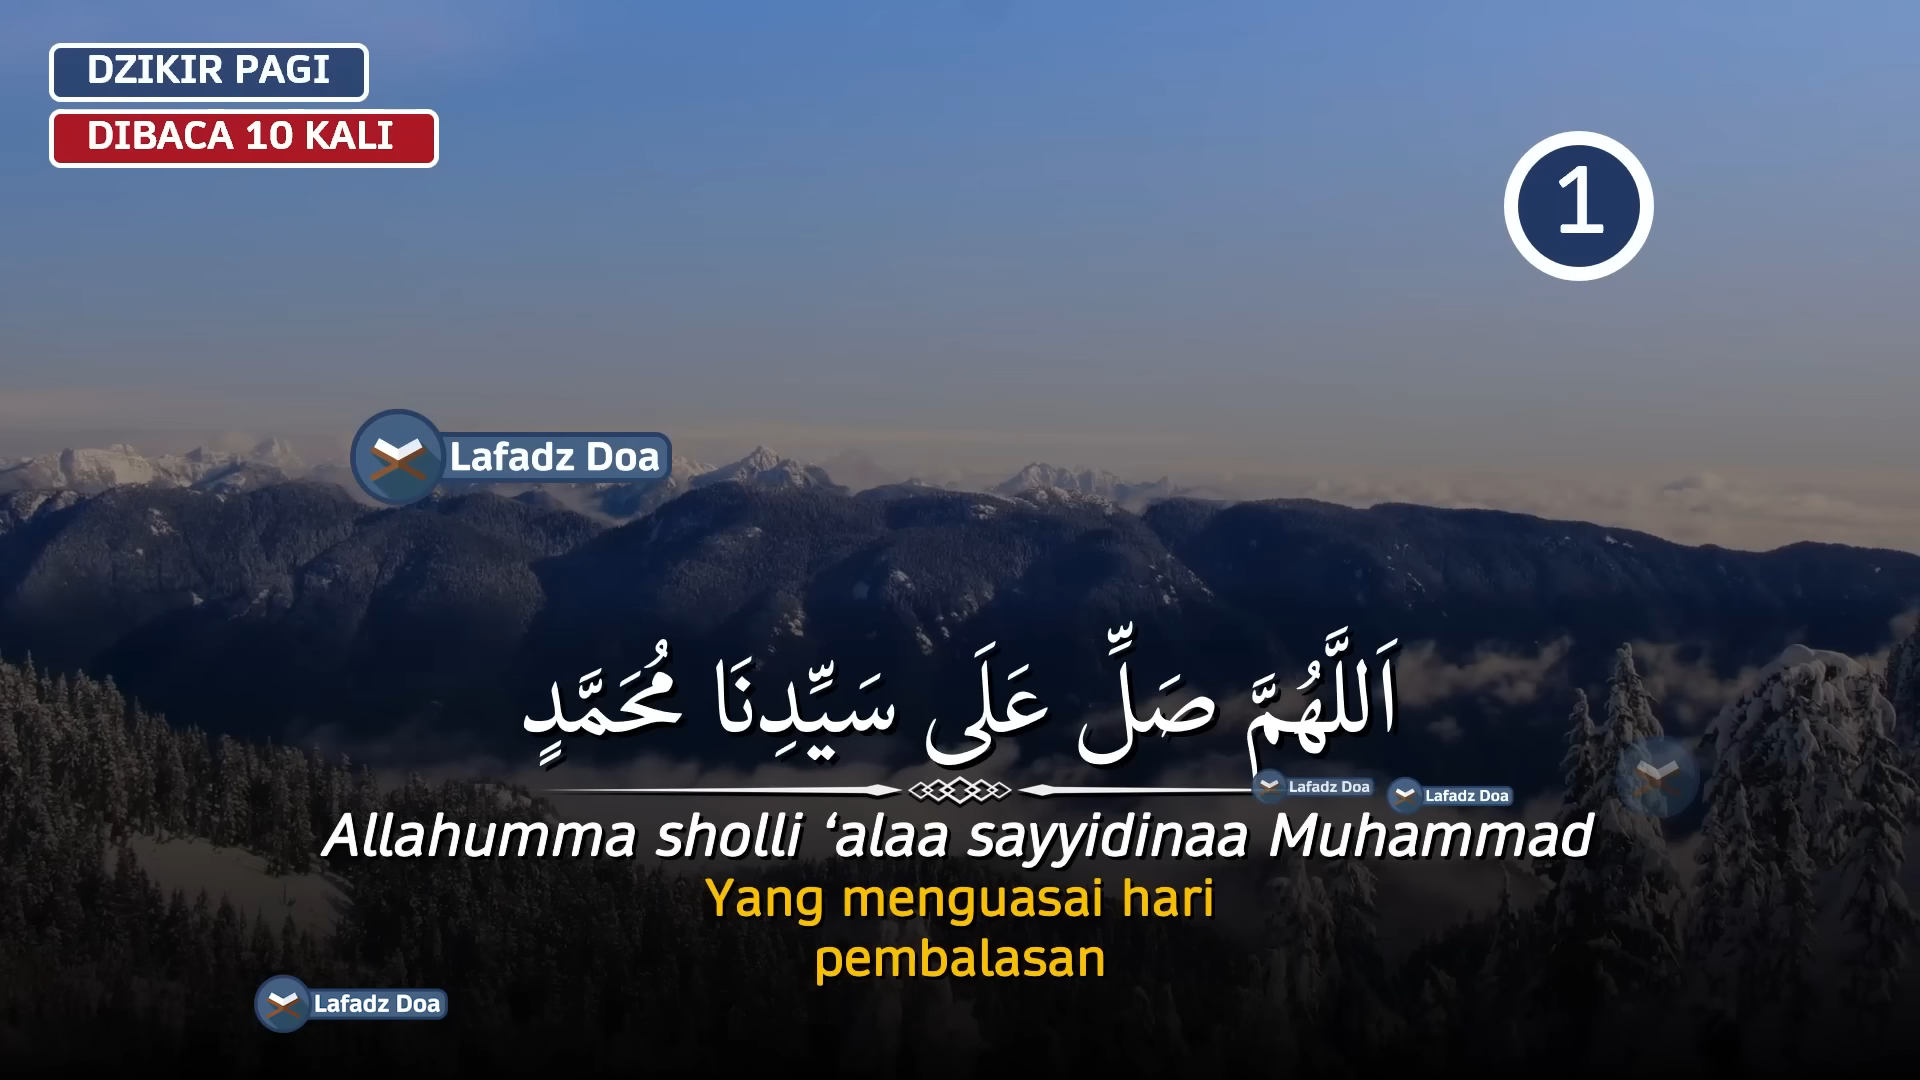 DZIKIR PAGI
DIBACA 10 KALI
1
Lafadz Doa
اَللَّهُمَّ صَلِّ عَلَى سَيِّدِنَا مُحَمَّدٍ
Lafadz Doa
Lafadz Doa
Allahumma sholli ‘alaa sayyidinaa Muhammad
Yang menguasai hari
pembalasan
Lafadz Doa